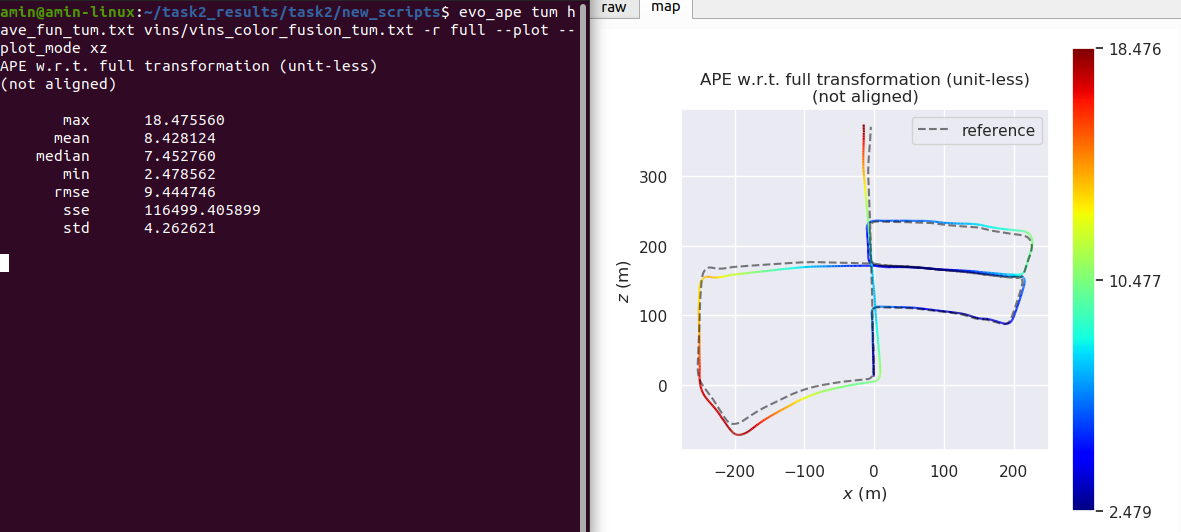 amin@amin-linux:~/task2_results/task2/new_scripts$ evo_ape tum h
ave_fun_tum.txt vins/vins_color_fusion_tum.txt -r full --plot --
plot_mode xz
APE w.r.t. full transformation (unit-less)
(not aligned)
max 18.475560
mean 8.428124
median 7.452760
min 2.478562
rmse 9.444746
sse 116499.405899
std 4.262621
raw map
APE w.r.t. full transformation (unit-less)
(not aligned)
reference
z (m)
300
200
100
0
−200 −100 0 100 200
x (m)
18.476
10.477
2.479